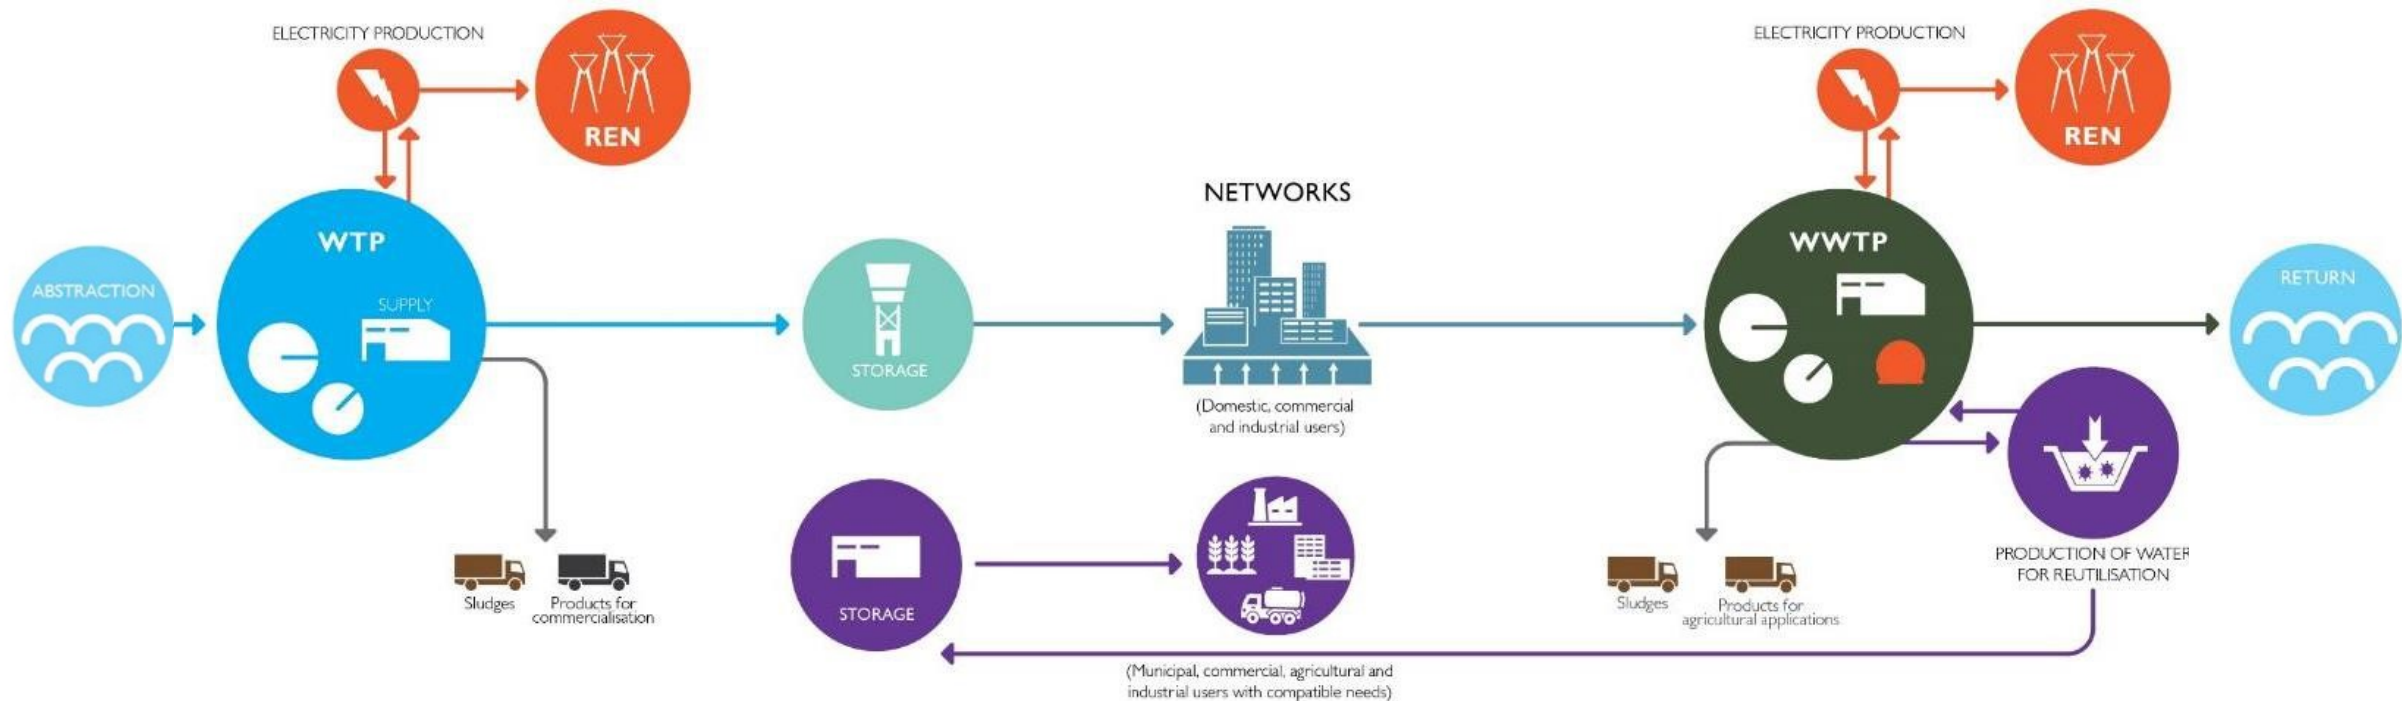 ELECTRICITY PRODUCTION
REN
ABSTRACTION
WTP
SUPPLY
Sludges
Products for
commercialisation
STORAGE
NETWORKS
(Domestic, commercial
and industrial users)
ELECTRICITY PRODUCTION
REN
WWTP
RETURN
Sludges
Products for
agricultural applications
PRODUCTION OF WATER
FOR REUTILISATION
STORAGE
(Municipal, commercial, agricultural and
industrial users with compatible needs)